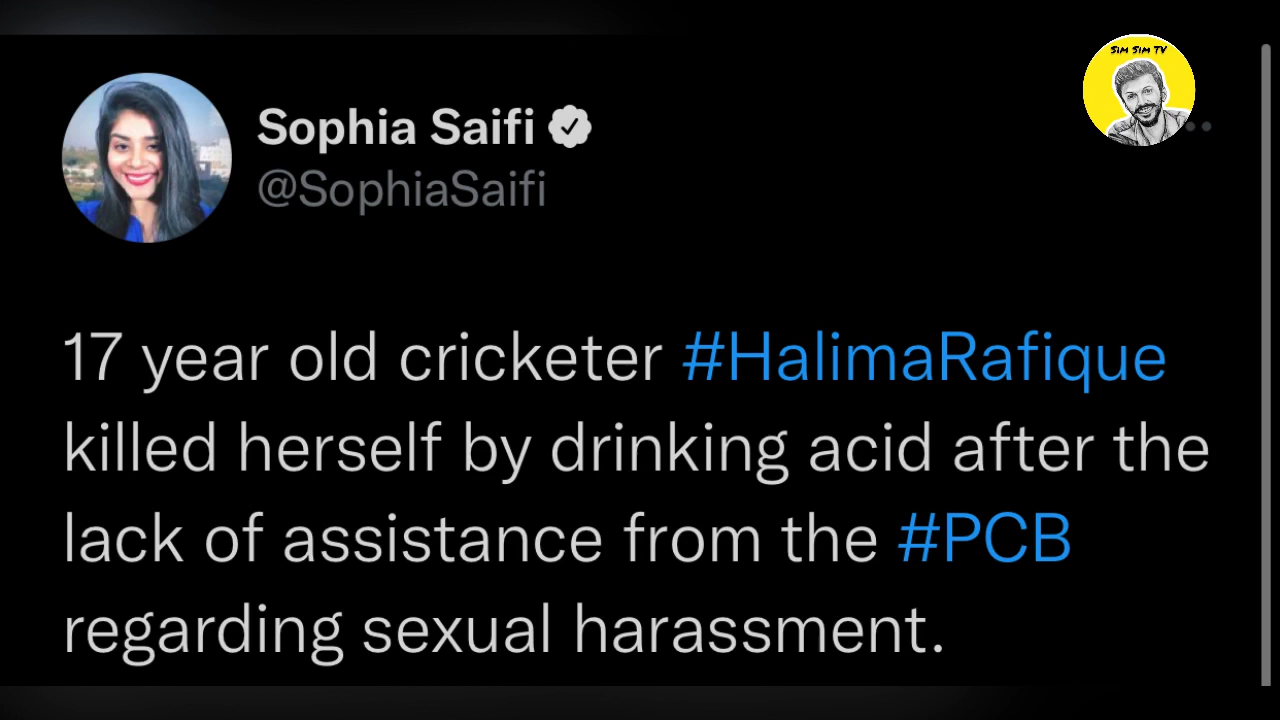 SIM SIM TV
Sophia Saifi
@SophiaSaifi
17 year old cricketer #HalimaRafique
killed herself by drinking acid after the
lack of assistance from the #PCB
regarding sexual harassment.